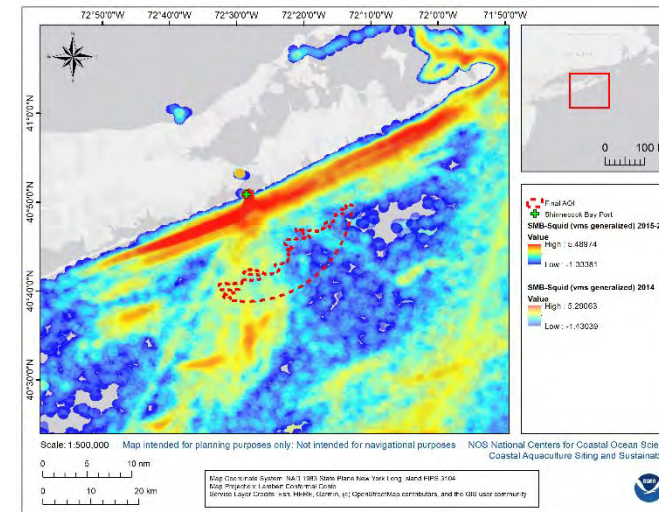 72°50'0"W 72°40'0"W 72°30'0"W 72°20'0"W 72°10'0"W 72°0'0"W 71°50'0"W
41°0'0"N
40°50'0"N
40°40'0"N
40°30'0"N
0 100
Final AOI
Shinnecock Bay Port
SMB-Squid (vms generalized) 2015-2
Value
High : 5.48974
Low : -1.33381
SMB-Squid (vms generalized) 2014
Value
High : 5.29063
Low : -1.43039
Scale: 1:500,000 Map intended for planning purposes only: Not intended for navigational purposes NOS National Centers for Coastal Ocean Scie
Coastal Aquaculture Siting and Sustainab
0 5 10 nm
0 10 20 km
Map Coordinate System: NAD 1983 State Plane New York Long Island FIPS 3104
Map Projection: Lambert Conformal Conic
Service Layer Credits: Esri, HERE, Garmin, (c) OpenStreetMap contributors, and the GIS user community